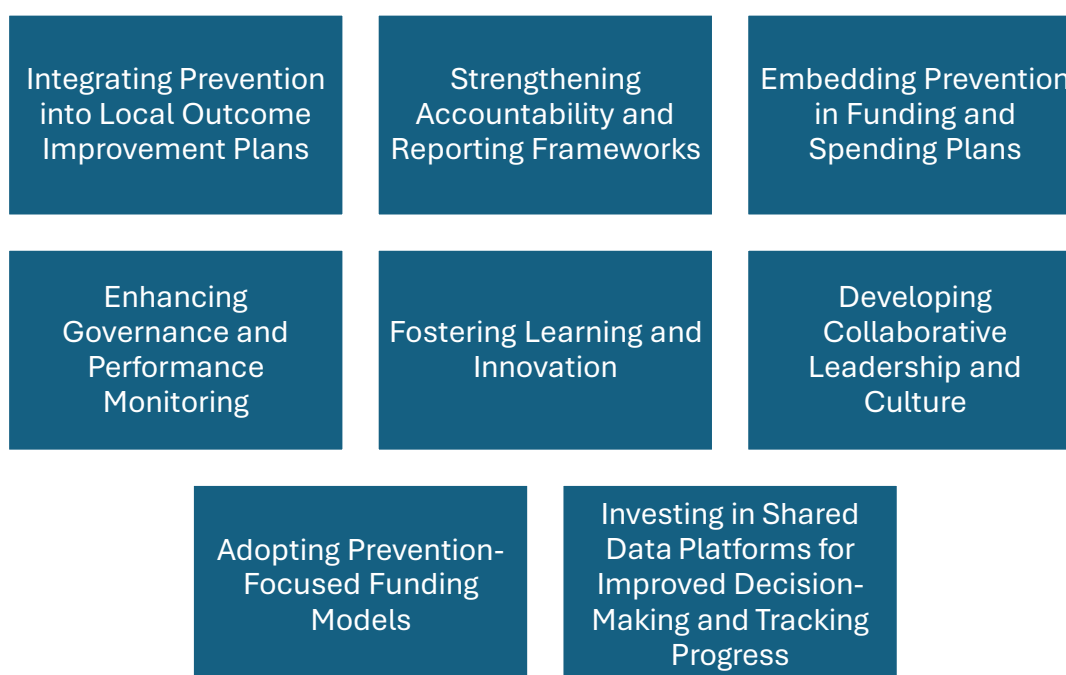 Integrating Prevention
into Local Outcome
Improvement Plans
Strengthening
Accountability and
Reporting Frameworks
Embedding Prevention
in Funding and
Spending Plans
Enhancing
Governance and
Performance
Monitoring
Fostering Learning and
Innovation
Developing
Collaborative
Leadership and
Culture
Adopting Prevention-
Focused Funding
Models
Investing in Shared
Data Platforms for
Improved Decision-
Making and Tracking
Progress